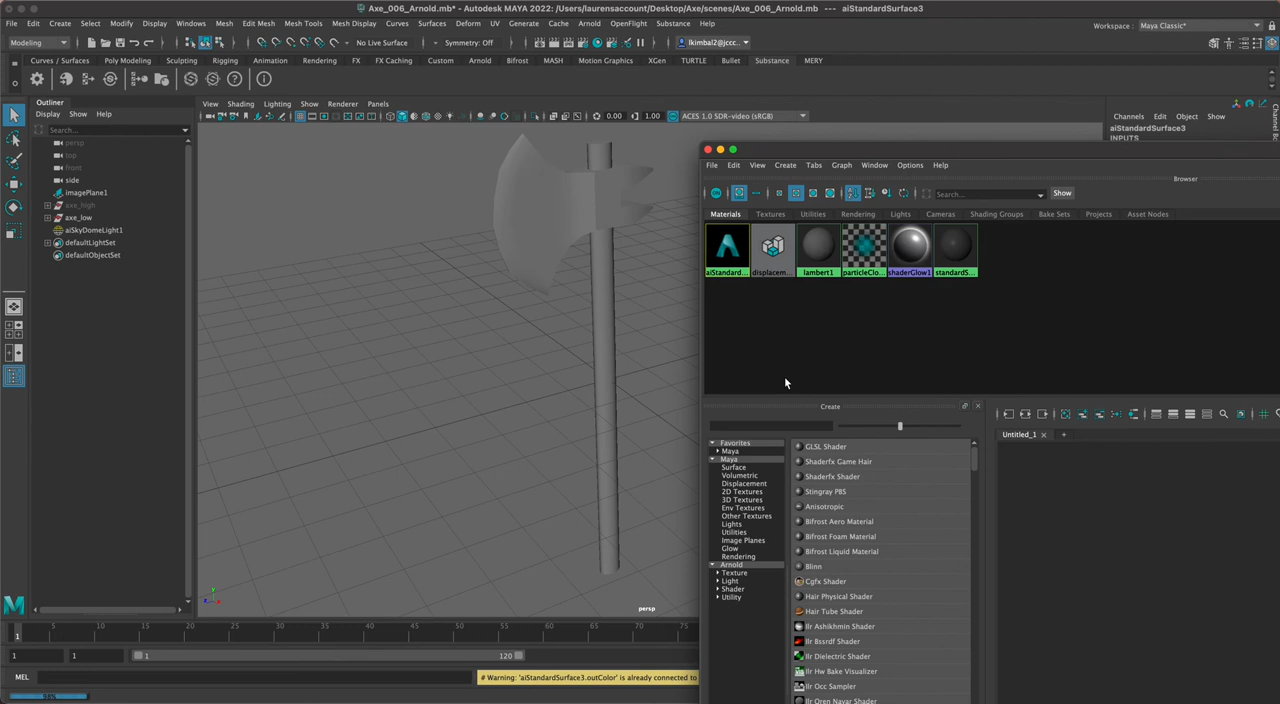 Axe_006_Arnold.mb* - Autodesk MAYA 2022: /Users/laurensaccount/Desktop/Axe/scenes/Axe_006_Arnold.mb --- aiStandardSurface3
File Edit Create Select Modify Display Windows Mesh Edit Mesh Mesh Tools Mesh Display Curves Surfaces Deform UV Generate Cache Arnold OpenFlight Substance Help
Workspace: Maya Classic*
Modeling No Live Surface Symmetry: Off lkimbal2@jccc..
Curves / Surfaces Poly Modeling Sculpting Rigging Animation Rendering FX FX Caching Custom Arnold Bifrost MASH Motion Graphics XGen TURTLE Bullet Substance MERY
Outliner
Display Show Help
Search...
persp
top
front
side
imagePlane1
axe_high
axe_low
aiSkyDomeLight1
defaultLightSet
defaultObjectSet
View Shading Lighting Show Renderer Panels
0.00 1.00 ACES 1.0 SDR-video (sRGB)
persp
Channels Edit Object Show
aiStandardSurface3
INPUTS
Channel B
File Edit View Create Tabs Graph Window Options Help
Browser
Search... Show
Materials Textures Utilities Rendering Lights Cameras Shading Groups Bake Sets Projects Asset Nodes
aiStandard... displacem... lambert1 particleClo... shaderGlow1 standardS...
Create
Untitled_1 × +
Favorites
Maya
Maya
Surface
Volumetric
Displacement
2D Textures
3D Textures
Env Textures
Other Textures
Lights
Utilities
Image Planes
Glow
Rendering
Arnold
Texture
Light
Shader
Utility
GLSL Shader
Shaderfx Game Hair
Shaderfx Shader
Stingray PBS
Anisotropic
Bifrost Aero Material
Bifrost Foam Material
Bifrost Liquid Material
Blinn
Cgfx Shader
Hair Physical Shader
Hair Tube Shader
Ilr Ashikhmin Shader
Ilr Bssrdf Shader
Ilr Dielectric Shader
Ilr Hw Bake Visualizer
Ilr Occ Sampler
Ilr Oren Nayar Shader
5 10 15 20 25 30 35 40 45 50 55 60 65 70 75
1
1 1 1 120
MEL # Warning: 'aiStandardSurface3.outColor' is already connected to
58%